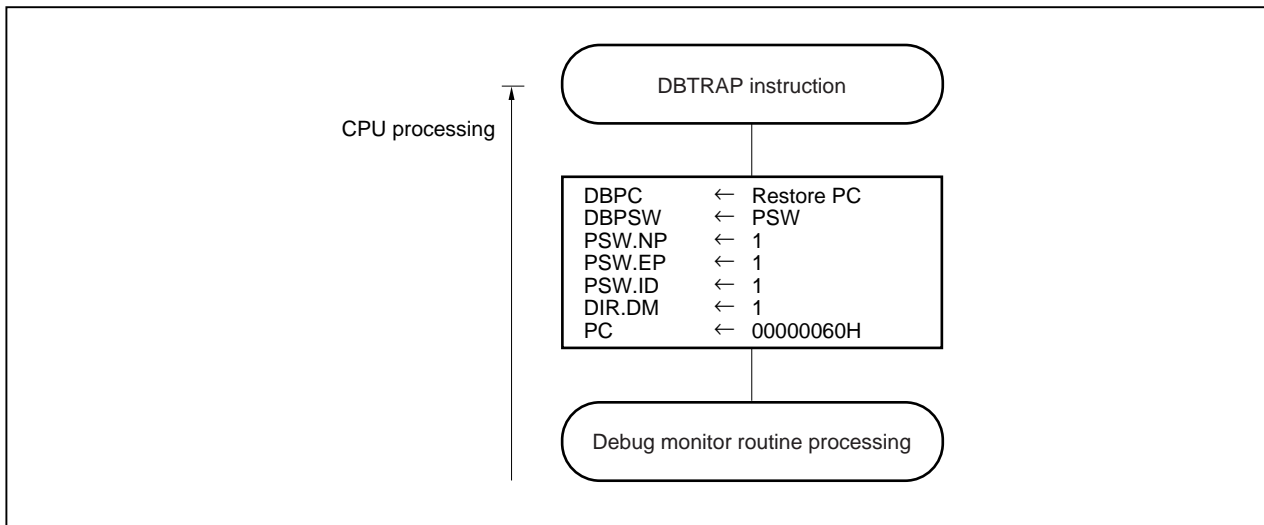 DBTRAP instruction
CPU processing
DBPC ← Restore PC
DBPSW ← PSW
PSW.NP ← 1
PSW.EP ← 1
PSW.ID ← 1
DIR.DM ← 1
PC ← 00000060H
Debug monitor routine processing